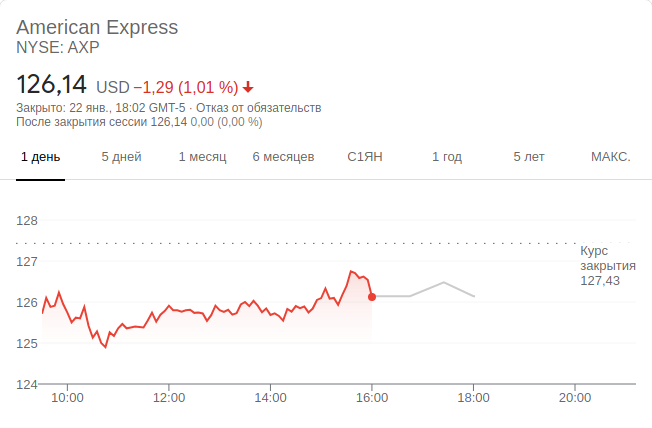 American Express
NYSE: AXP
126,14 USD −1,29 (1,01 %)
Закрыто: 22 янв., 18:02 GMT-5 · Отказ от обязательств
После закрытия сессии 126,14 0,00 (0,00 %)
1 день 5 дней 1 месяц 6 месяцев С1ЯН 1 год 5 лет МАКС.
128
127
126
125
124
Курс
закрытия
127,43
10:00 12:00 14:00 16:00 18:00 20:00